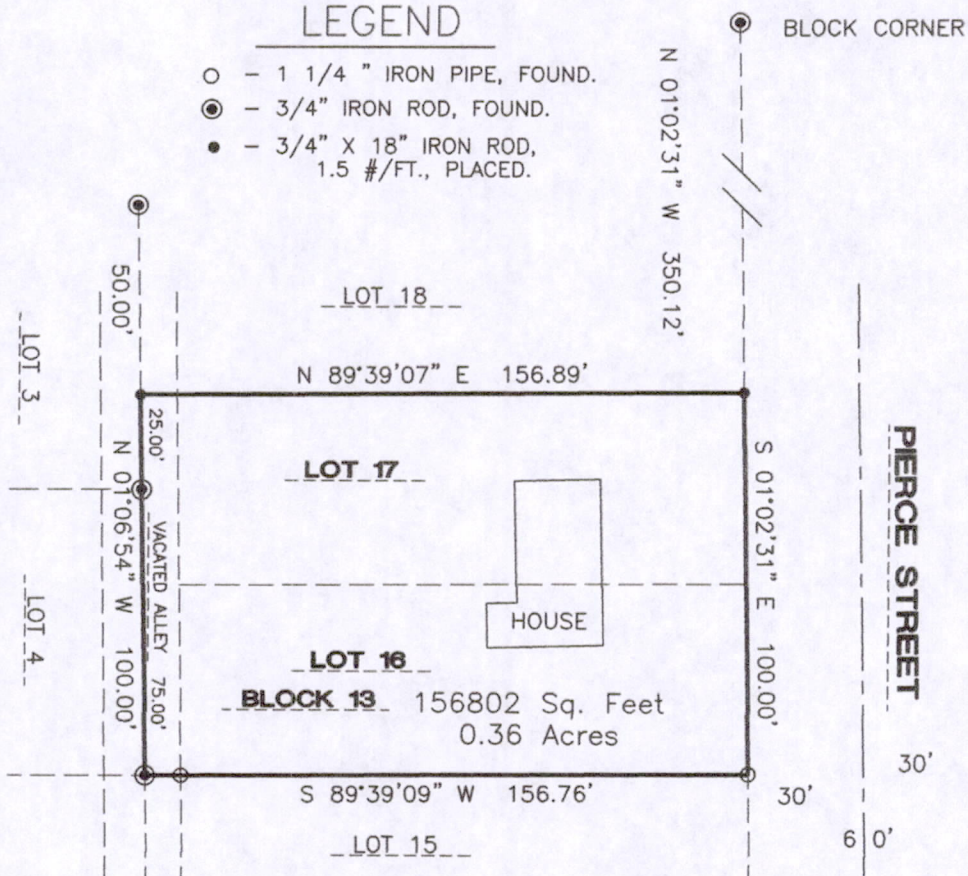 LEGEND
BLOCK CORNER
- 1 1/4 " IRON PIPE, FOUND.
- 3/4" IRON ROD, FOUND.
- 3/4" X 18" IRON ROD,
1.5 #/FT., PLACED.
N 01°02'31" W 350.12'
50.00'
LOT 18
LOT 3
N 89°39'07" E 156.89'
25.00'
LOT 17
N 01°06'54" W 100.00'
VACATED ALLEY 75.00'
S 01°02'31" E 100.00'
PIERCE STREET
LOT 4
HOUSE
LOT 16
BLOCK 13
156802 Sq. Feet
0.36 Acres
S 89°39'09" W 156.76'
30'
30'
60'
LOT 15